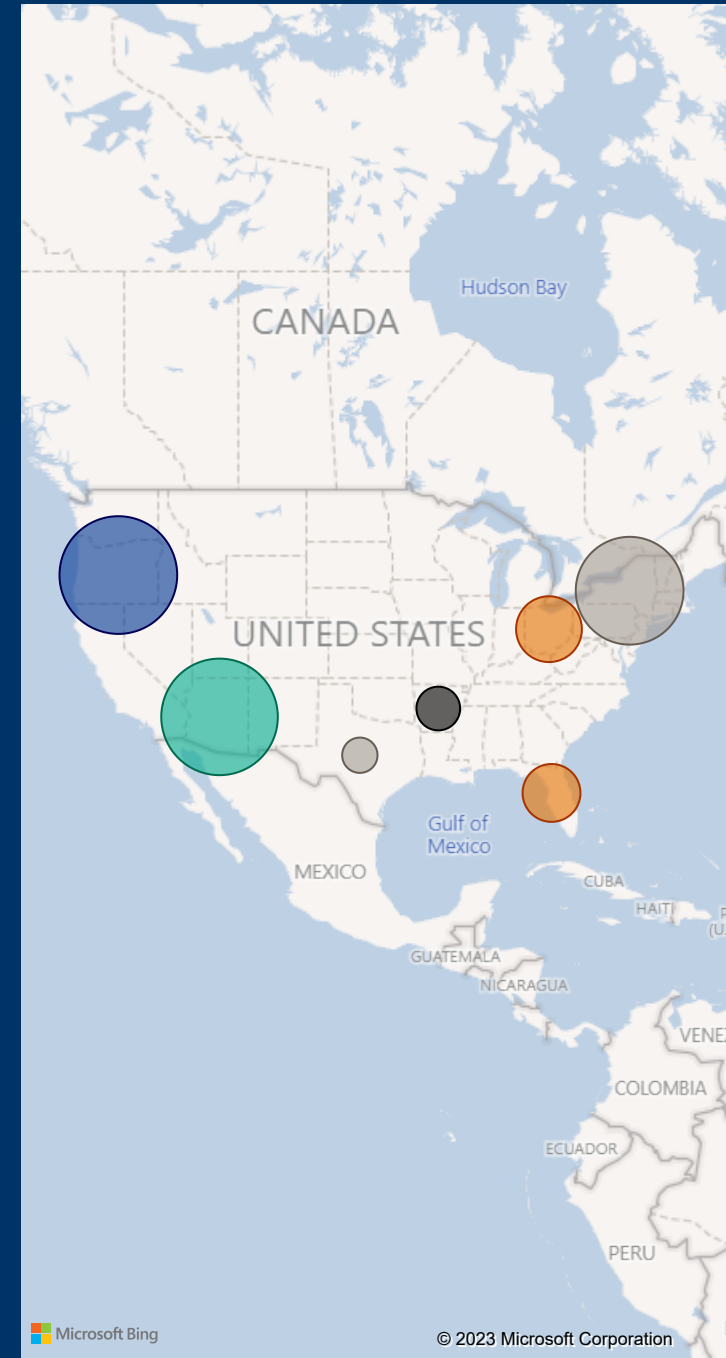 Hudson Bay
CANADA
UNITED STATES
Gulf of
Mexico
MEXICO
CUBA
HAITI
(U.
GUATEMALA
NICARAGUA
VENEZ
COLOMBIA
ECUADOR
PERU
Microsoft Bing
© 2023 Microsoft Corporation